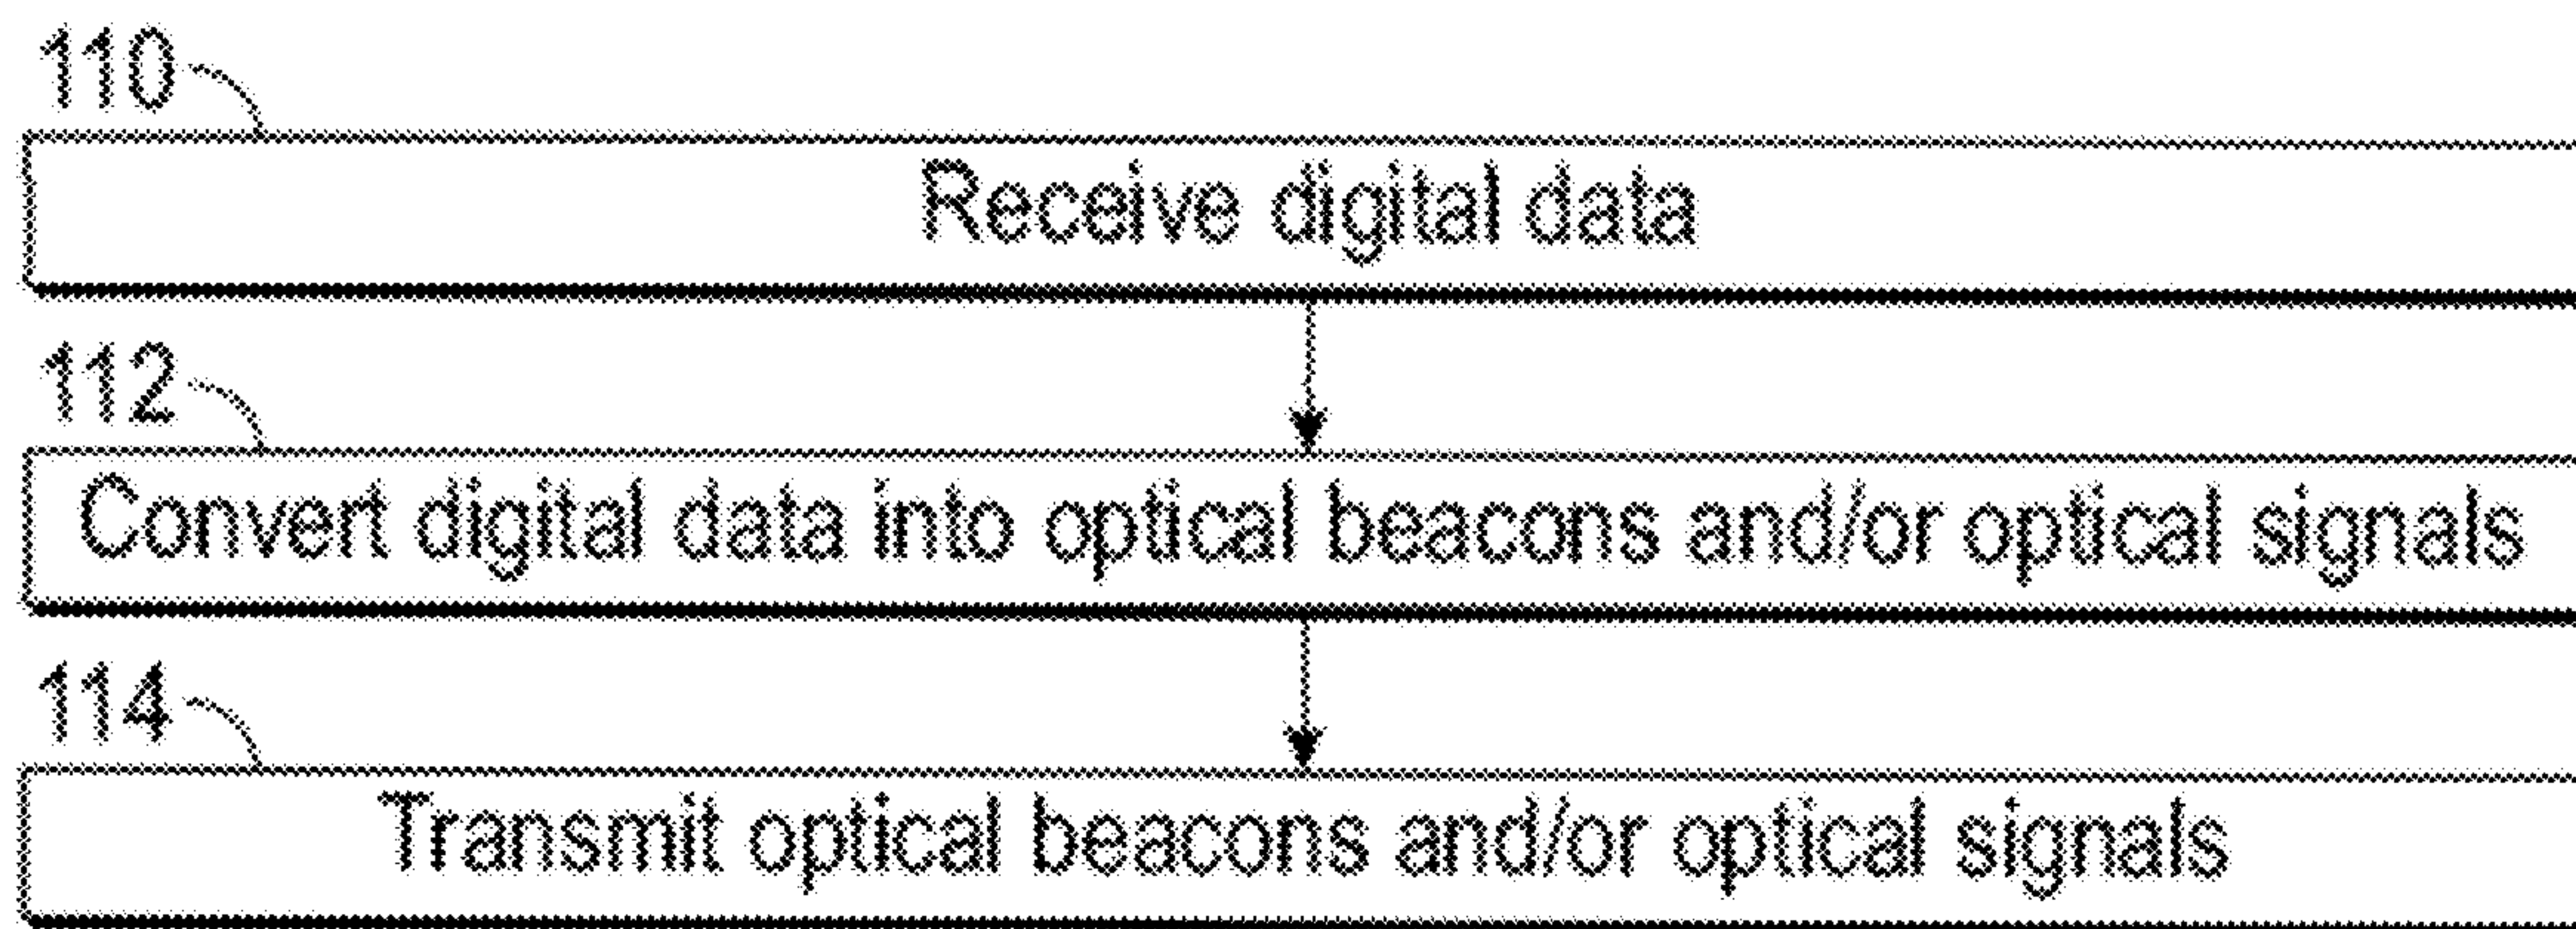 110
Receive digital data
112
Convert digital data into optical beacons and/or optical signals
114
Transmit optical beacons and/or optical signals